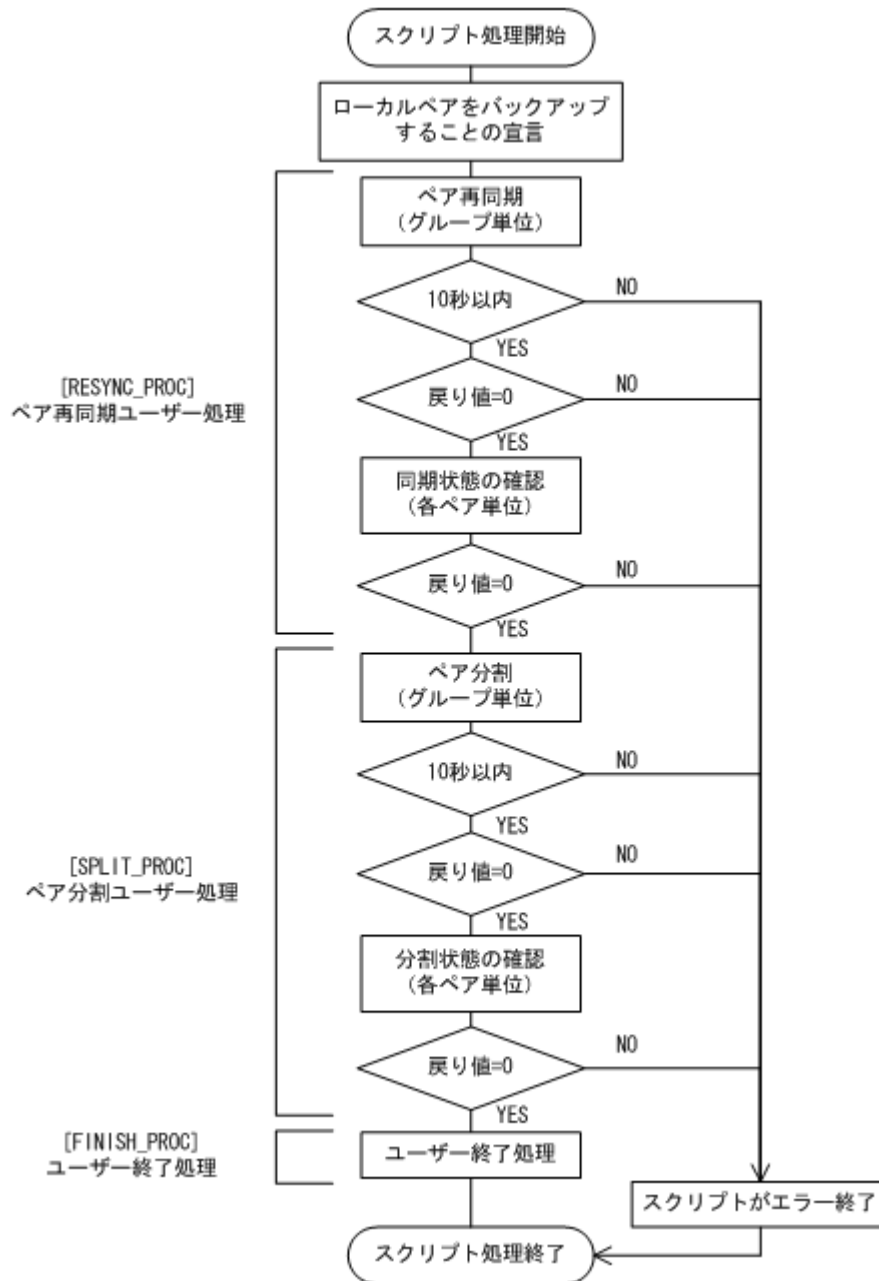 スクリプト処理開始
ローカルペアをバックアップ
することの宣言
ペア再同期
(グループ単位)
10秒以内
NO
YES
[RESYNC_PROC]
ペア再同期ユーザー処理
戻り値=0
NO
YES
同期状態の確認
(各ペア単位)
戻り値=0
NO
YES
ペア分割
(グループ単位)
10秒以内
NO
YES
[SPLIT_PROC]
ペア分割ユーザー処理
戻り値=0
NO
YES
分割状態の確認
(各ペア単位)
戻り値=0
NO
YES
[FINISH_PROC]
ユーザー終了処理
ユーザー終了処理
スクリプトがエラー終了
スクリプト処理終了